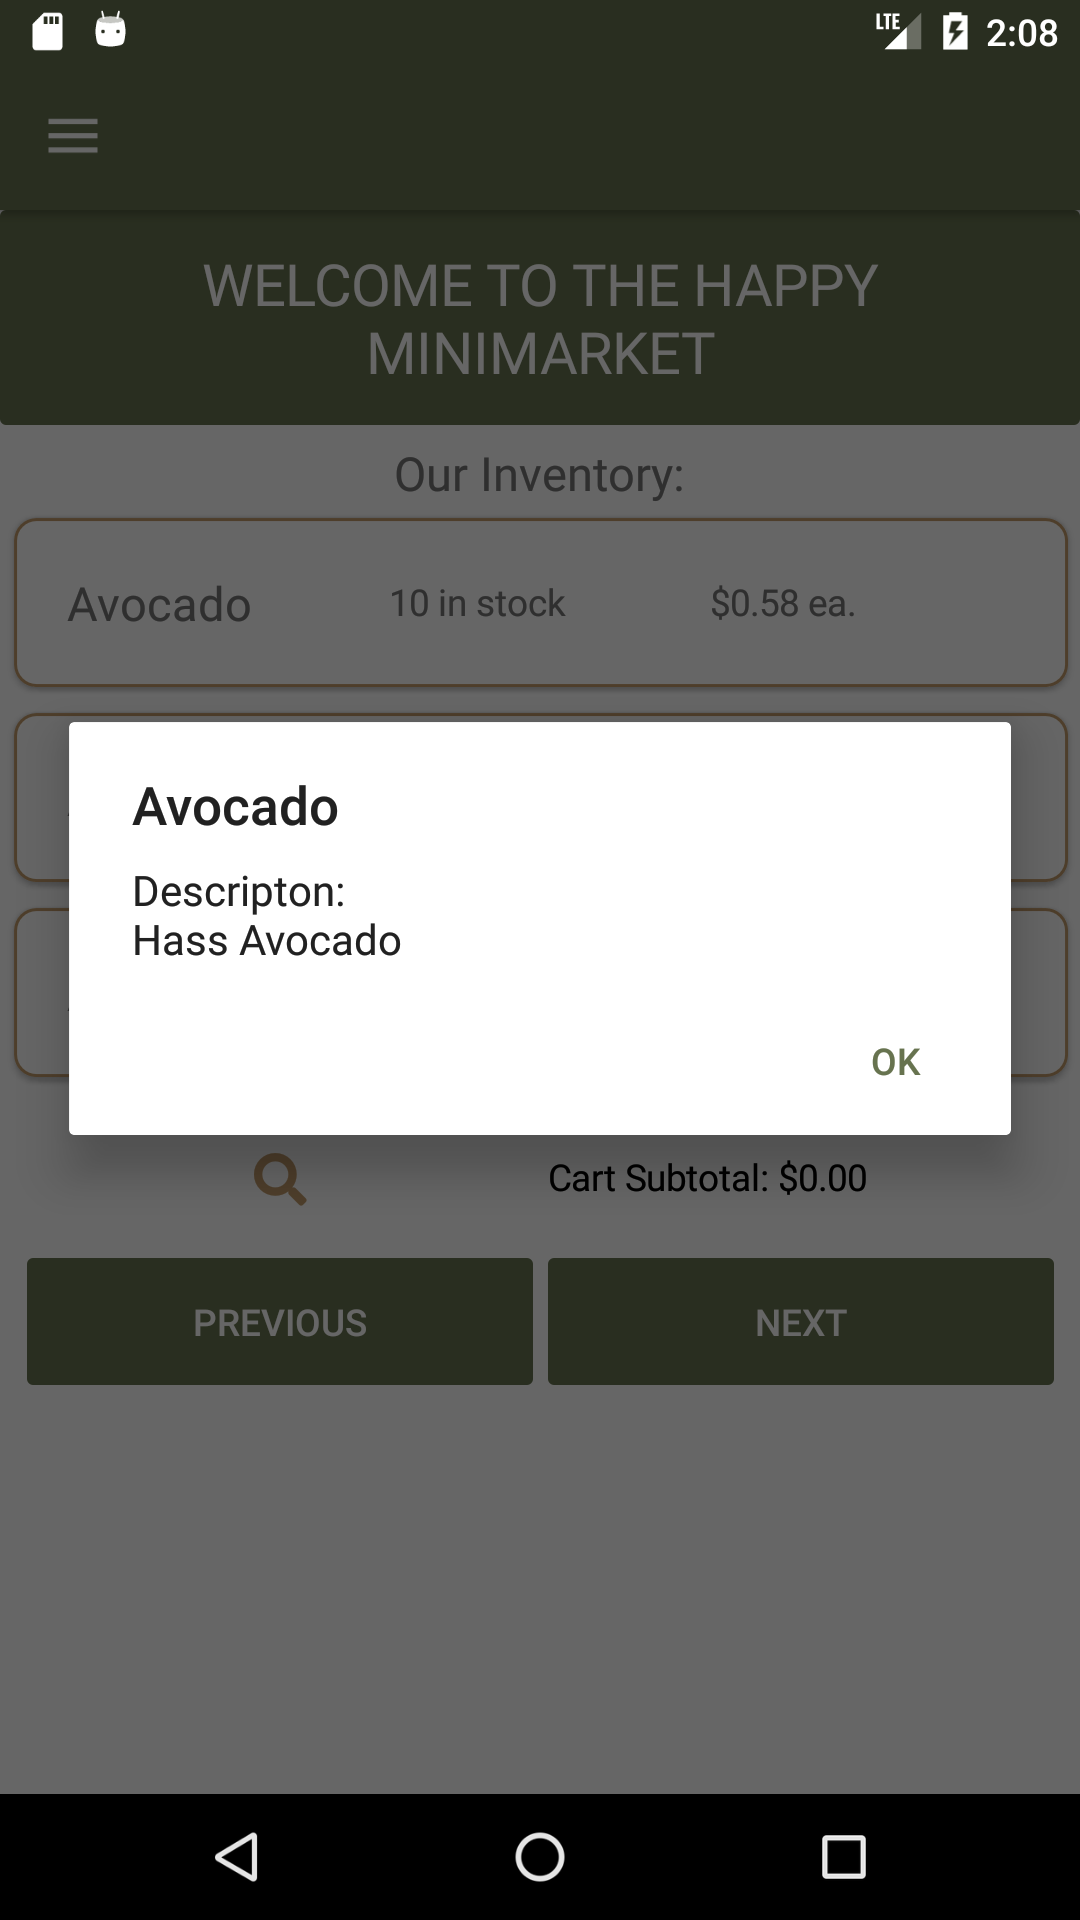 LTE 2:08
WELCOME TO THE HAPPY
MINIMARKET
Our Inventory:
Avocado 10 in stock $0.58 ea.
Avocado
Descripton:
Hass Avocado
OK
Cart Subtotal: $0.00
PREVIOUS NEXT